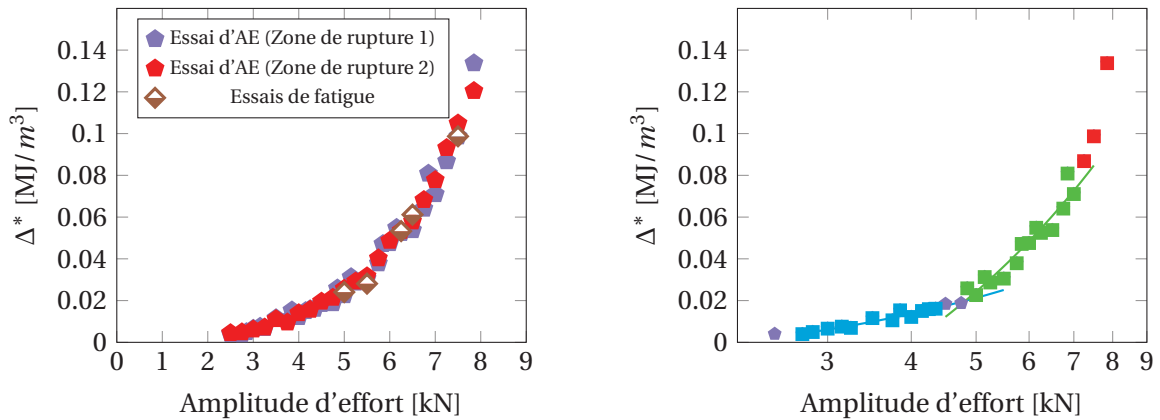 Essai d'AE (Zone de rupture 1)
Essai d'AE (Zone de rupture 2)
Essais de fatigue
0.14
0.12
0.1
0.08
0.06
0.04
0.02
0
Δ* [MJ/m³]
0 1 2 3 4 5 6 7 8 9
Amplitude d'effort [kN]
0.14
0.12
0.1
0.08
0.06
0.04
0.02
0
Δ* [MJ/m³]
3 4 5 6 7 8 9
Amplitude d'effort [kN]